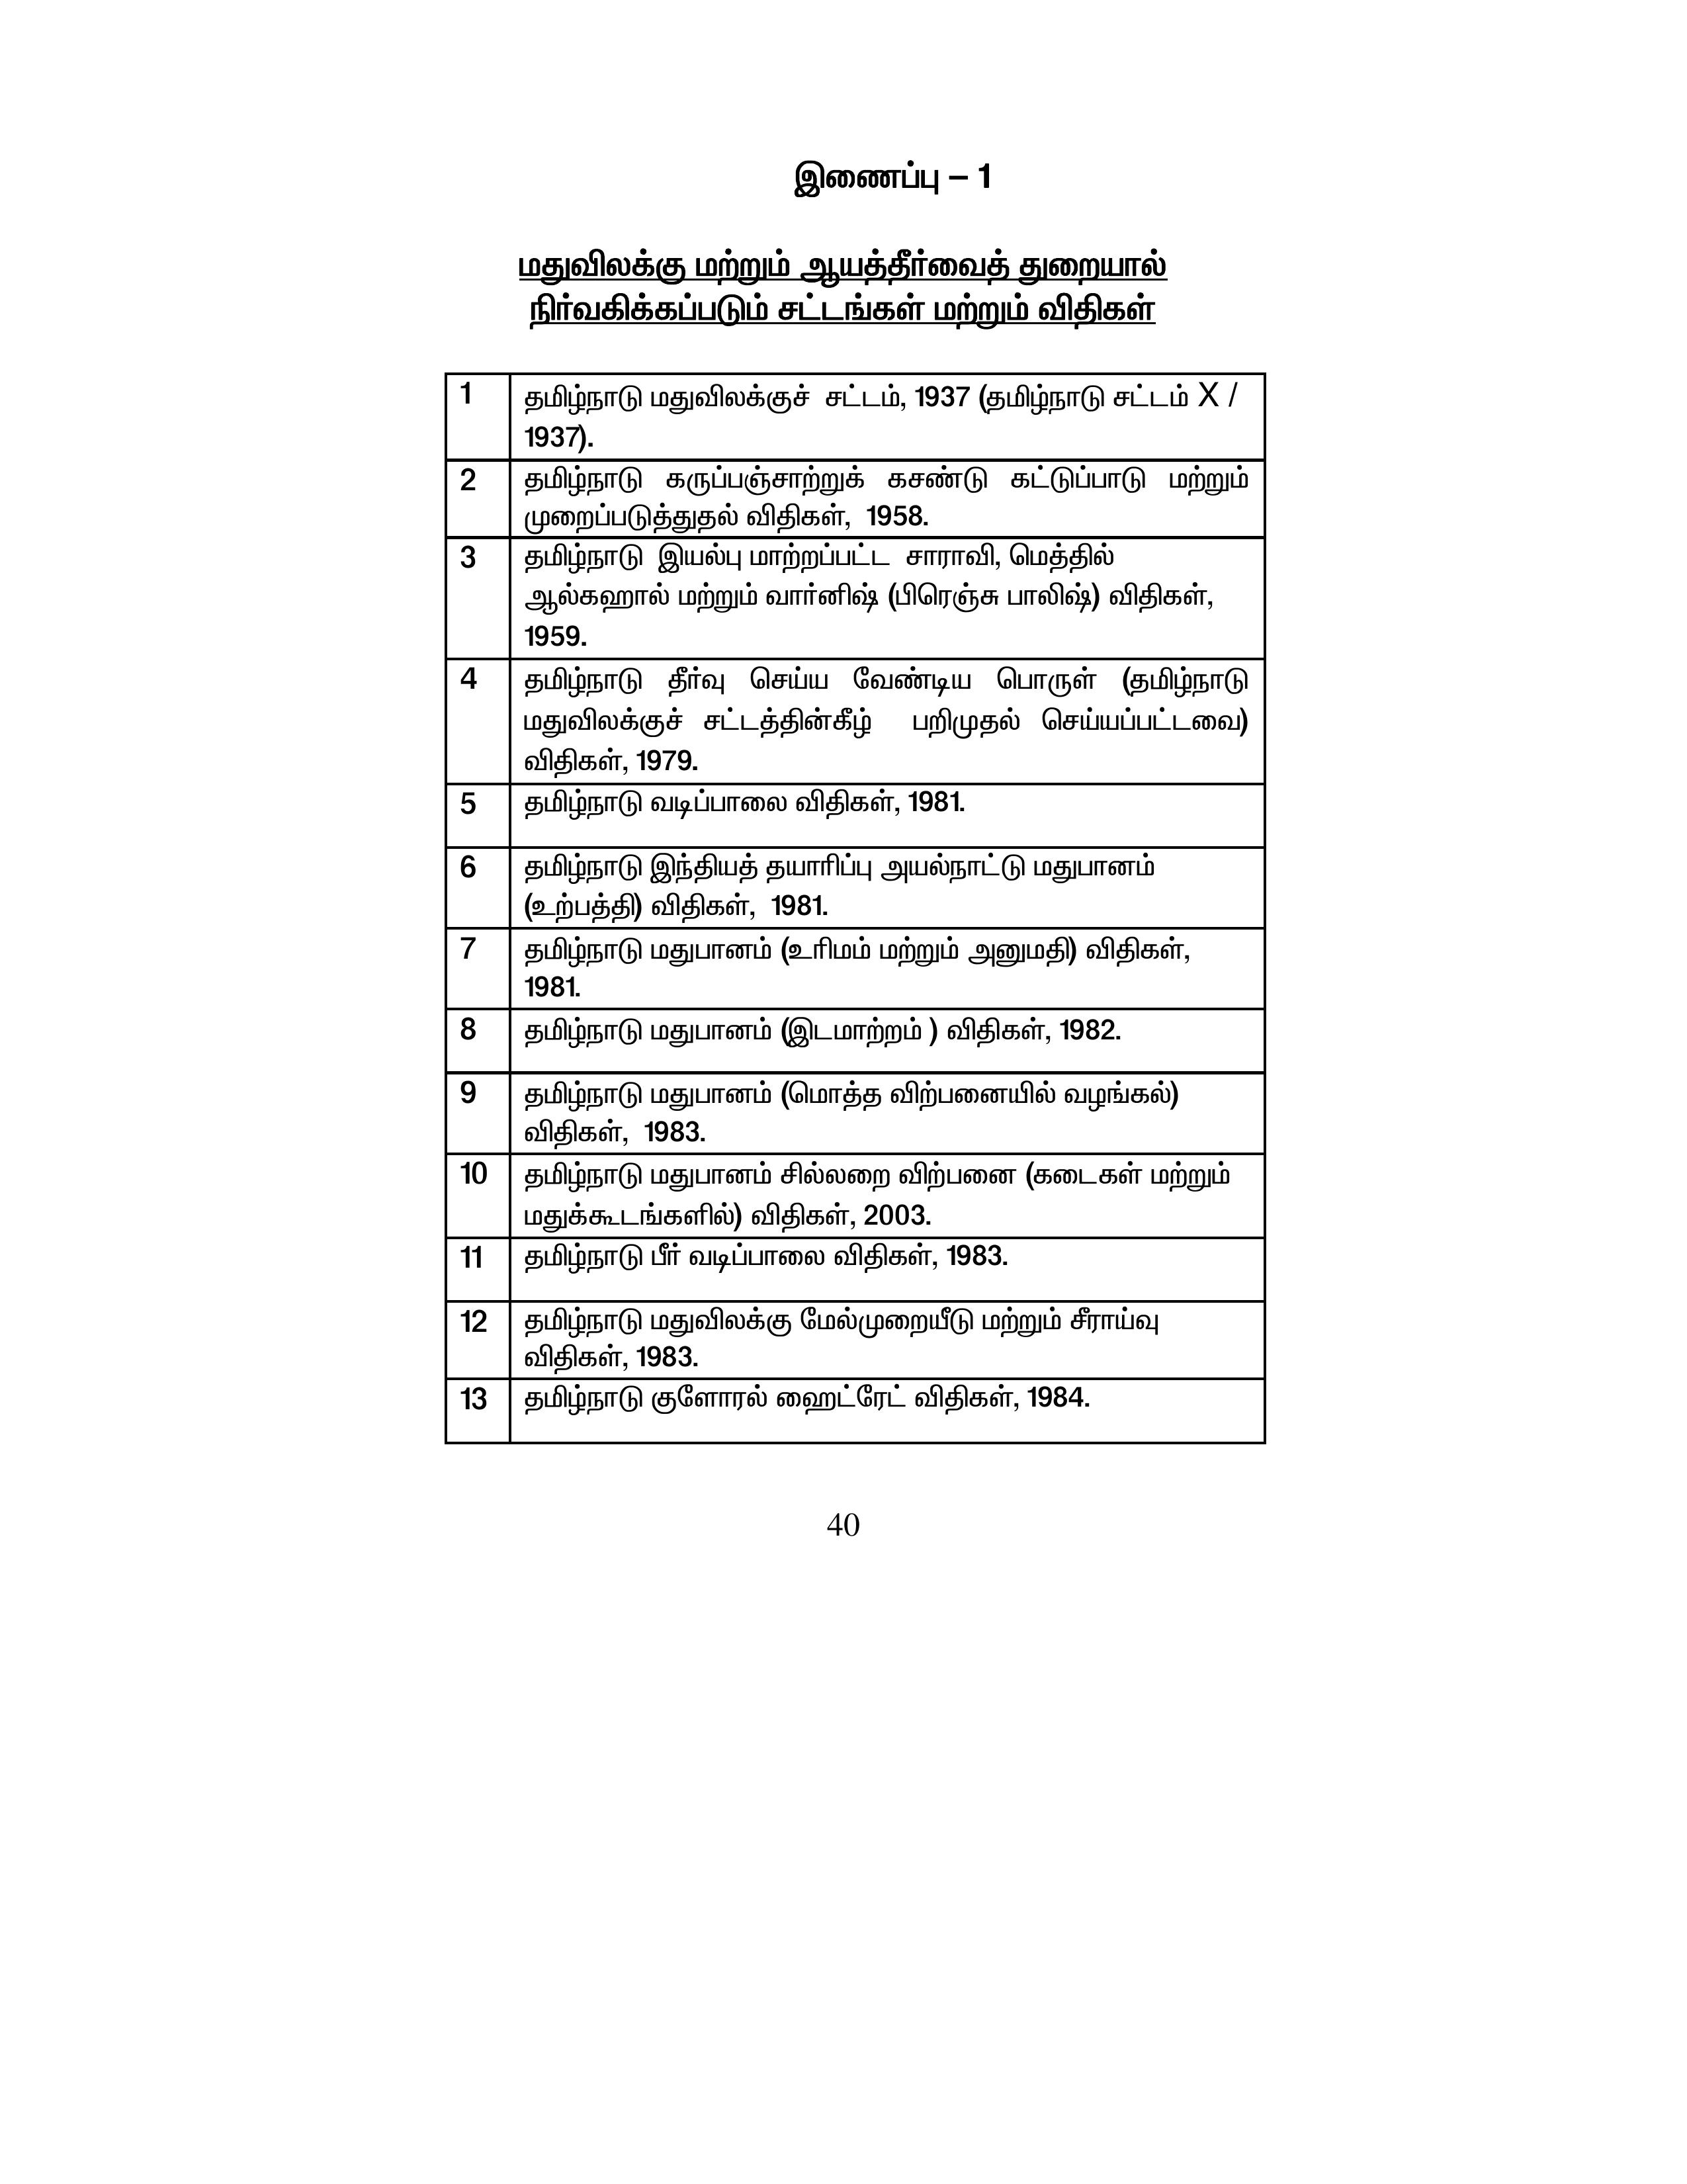 இணைப்பு – 1
மதுவிலக்கு மற்றும் ஆயத்தீர்வைத் துறையால்
நிர்வகிக்கப்படும் சட்டங்கள் மற்றும் விதிகள்
1 தமிழ்நாடு மதுவிலக்குச் சட்டம், 1937 (தமிழ்நாடு சட்டம் X /
1937).
2 தமிழ்நாடு கருப்பஞ்சாற்றுக் கசண்டு கட்டுப்பாடு மற்றும்
முறைப்படுத்துதல் விதிகள், 1958.
3 தமிழ்நாடு இயல்பு மாற்றப்பட்ட சாராவி, மெத்தில்
ஆல்கஹால் மற்றும் வார்னிஷ் (பிரெஞ்சு பாலிஷ்) விதிகள்,
1959.
4 தமிழ்நாடு தீர்வு செய்ய வேண்டிய பொருள் (தமிழ்நாடு
மதுவிலக்குச் சட்டத்தின்கீழ் பறிமுதல் செய்யப்பட்டவை)
விதிகள், 1979.
5 தமிழ்நாடு வடிப்பாலை விதிகள், 1981.
6 தமிழ்நாடு இந்தியத் தயாரிப்பு அயல்நாட்டு மதுபானம்
(உற்பத்தி) விதிகள், 1981.
7 தமிழ்நாடு மதுபானம் (உரிமம் மற்றும் அனுமதி) விதிகள்,
1981.
8 தமிழ்நாடு மதுபானம் (இடமாற்றம் ) விதிகள், 1982.
9 தமிழ்நாடு மதுபானம் (மொத்த விற்பனையில் வழங்கல்)
விதிகள், 1983.
10 தமிழ்நாடு மதுபானம் சில்லறை விற்பனை (கடைகள் மற்றும்
மதுக்கூடங்களில்) விதிகள், 2003.
11 தமிழ்நாடு பீர் வடிப்பாலை விதிகள், 1983.
12 தமிழ்நாடு மதுவிலக்கு மேல்முறையீடு மற்றும் சீராய்வு
விதிகள், 1983.
13 தமிழ்நாடு குளோரல் ஹைட்ரேட் விதிகள், 1984.
40